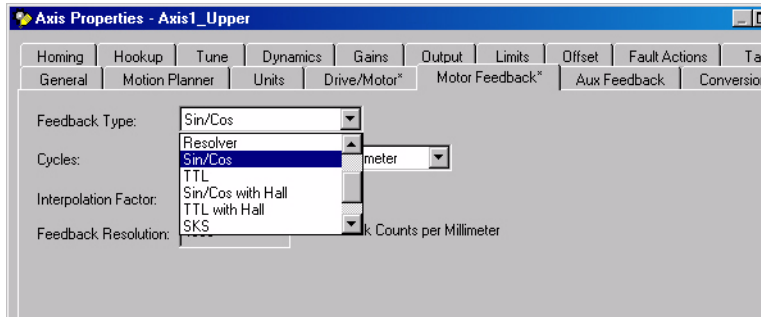 Axis Properties - Axis1_Upper
Homing Hookup Tune Dynamics Gains Output Limits Offset Fault Actions
General Motion Planner Units Drive/Motor* Motor Feedback* Aux Feedback
Feedback Type: Sin/Cos
Resolver
Cycles: Sin/Cos
TTL
Interpolation Factor: Sin/Cos with Hall
TTL with Hall
Feedback Resolution: SKS Counts per Millimeter